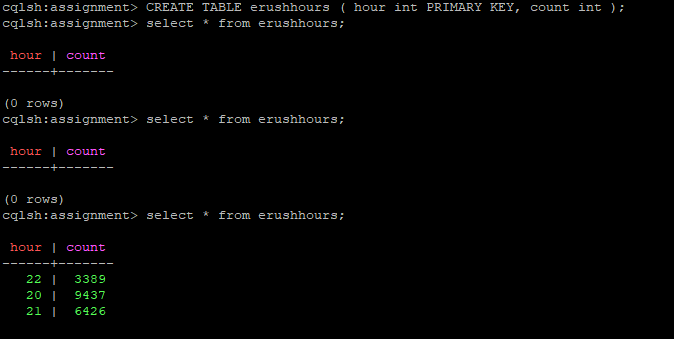 cqlsh:assignment> CREATE TABLE erushhours ( hour int PRIMARY KEY, count int );
cqlsh:assignment> select * from erushhours;
hour | count
------+-------
(0 rows)
cqlsh:assignment> select * from erushhours;
hour | count
------+-------
(0 rows)
cqlsh:assignment> select * from erushhours;
hour | count
------+-------
22 | 3389
20 | 9437
21 | 6426